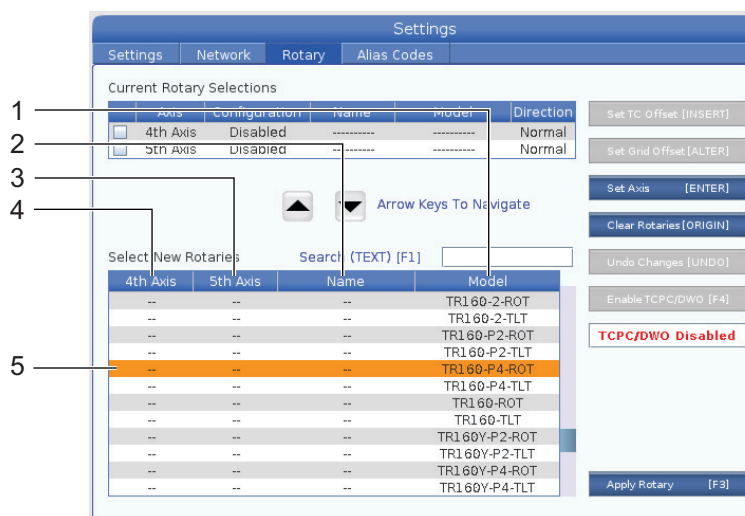 Settings
Settings Network Rotary Alias Codes
Current Rotary Selections
Axis Configuration Name Model Direction
4th Axis Disabled ---------- ---------- Normal
5th Axis Disabled ---------- ---------- Normal
Set TC Offset [INSERT]
Set Grid Offset [ALTER]
Set Axis [ENTER]
Clear Rotaries [ORIGIN]
Undo Changes [UNDO]
Enable TCPC/DWO [F4]
TCPC/DWO Disabled
Arrow Keys To Navigate
Select New Rotaries Search (TEXT) [F1]
4th Axis 5th Axis Name Model
-- -- -- TR160-2-ROT
-- -- -- TR160-2-TLT
-- -- -- TR160-P2-ROT
-- -- -- TR160-P2-TLT
-- -- -- TR160-P4-ROT
-- -- -- TR160-P4-TLT
-- -- -- TR160-ROT
-- -- -- TR160-TLT
-- -- -- TR160Y-P2-ROT
-- -- -- TR160Y-P2-TLT
-- -- -- TR160Y-P4-ROT
-- -- -- TR160Y-P4-TLT
Apply Rotary [F3]
1
2
3
4
5